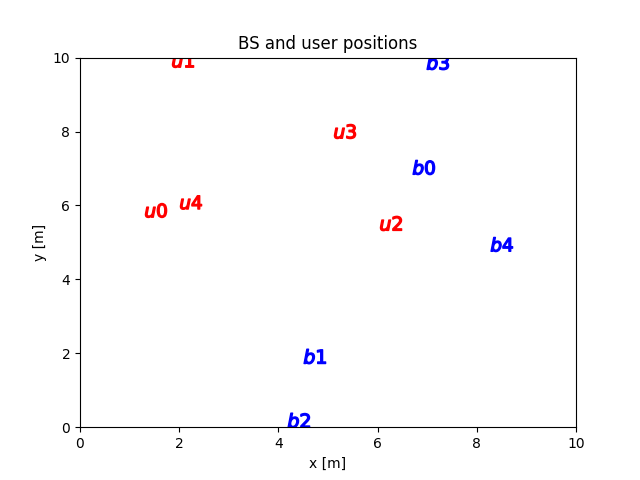 BS and user positions
10
8
6
4
2
0
y [m]
u1
b3
u3
b0
u4
u0
u2
b4
b1
b2
0 2 4 6 8 10
x [m]